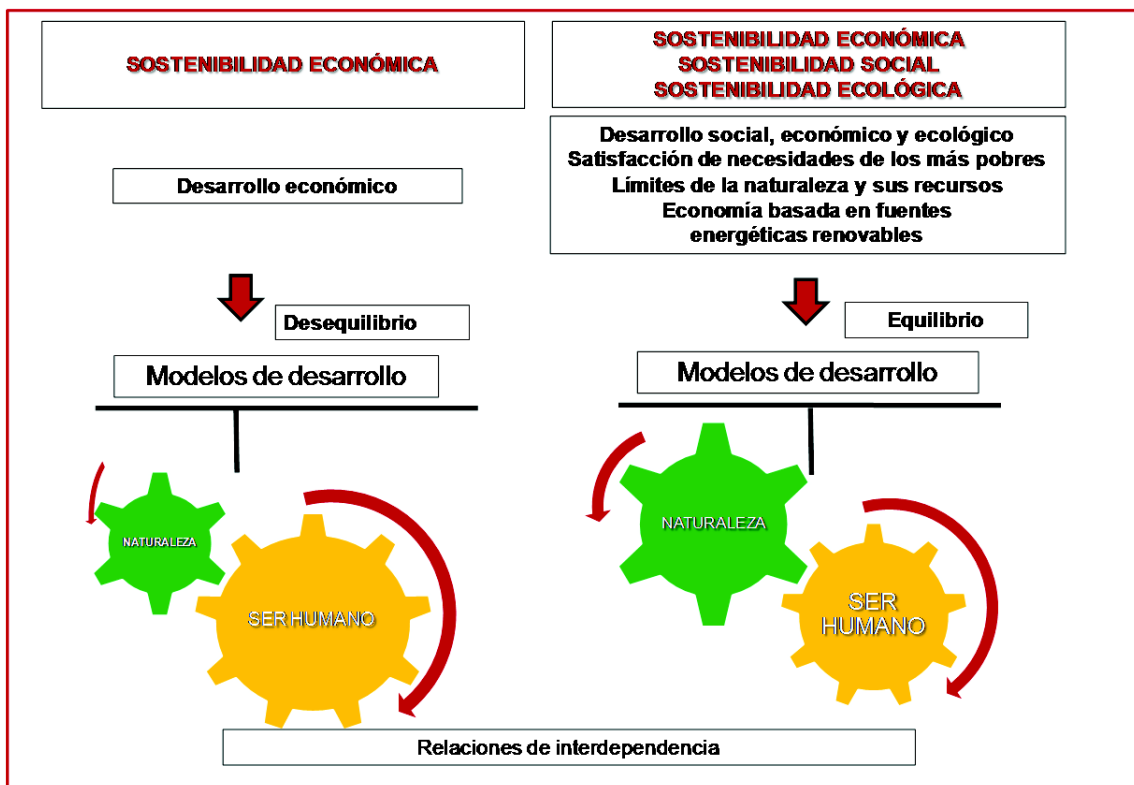 SOSTENIBILIDAD ECONÓMICA
Desarrollo económico
Desequilibrio
Modelos de desarrollo
NATURALEZA
SER HUMANO
SOSTENIBILIDAD ECONÓMICA
SOSTENIBILIDAD SOCIAL
SOSTENIBILIDAD ECOLÓGICA
Desarrollo social, económico y ecológico
Satisfacción de necesidades de los más pobres
Límites de la naturaleza y sus recursos
Economía basada en fuentes
energéticas renovables
Equilibrio
Modelos de desarrollo
NATURALEZA
SER
HUMANO
Relaciones de interdependencia